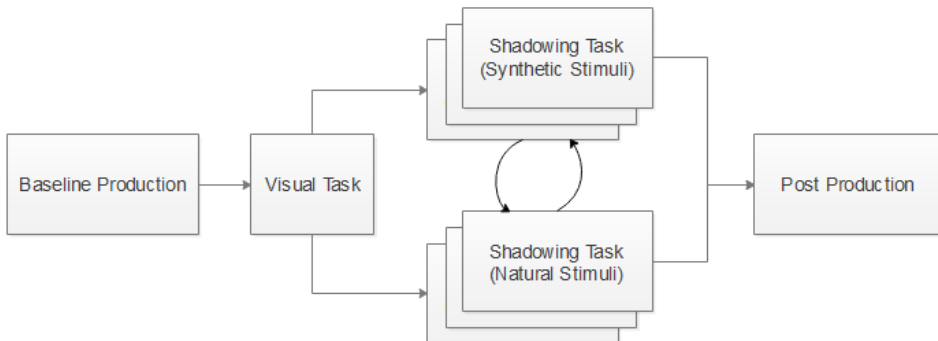 Shadowing Task
(Synthetic Stimuli)
Baseline Production
Visual Task
Post Production
Shadowing Task
(Natural Stimuli)